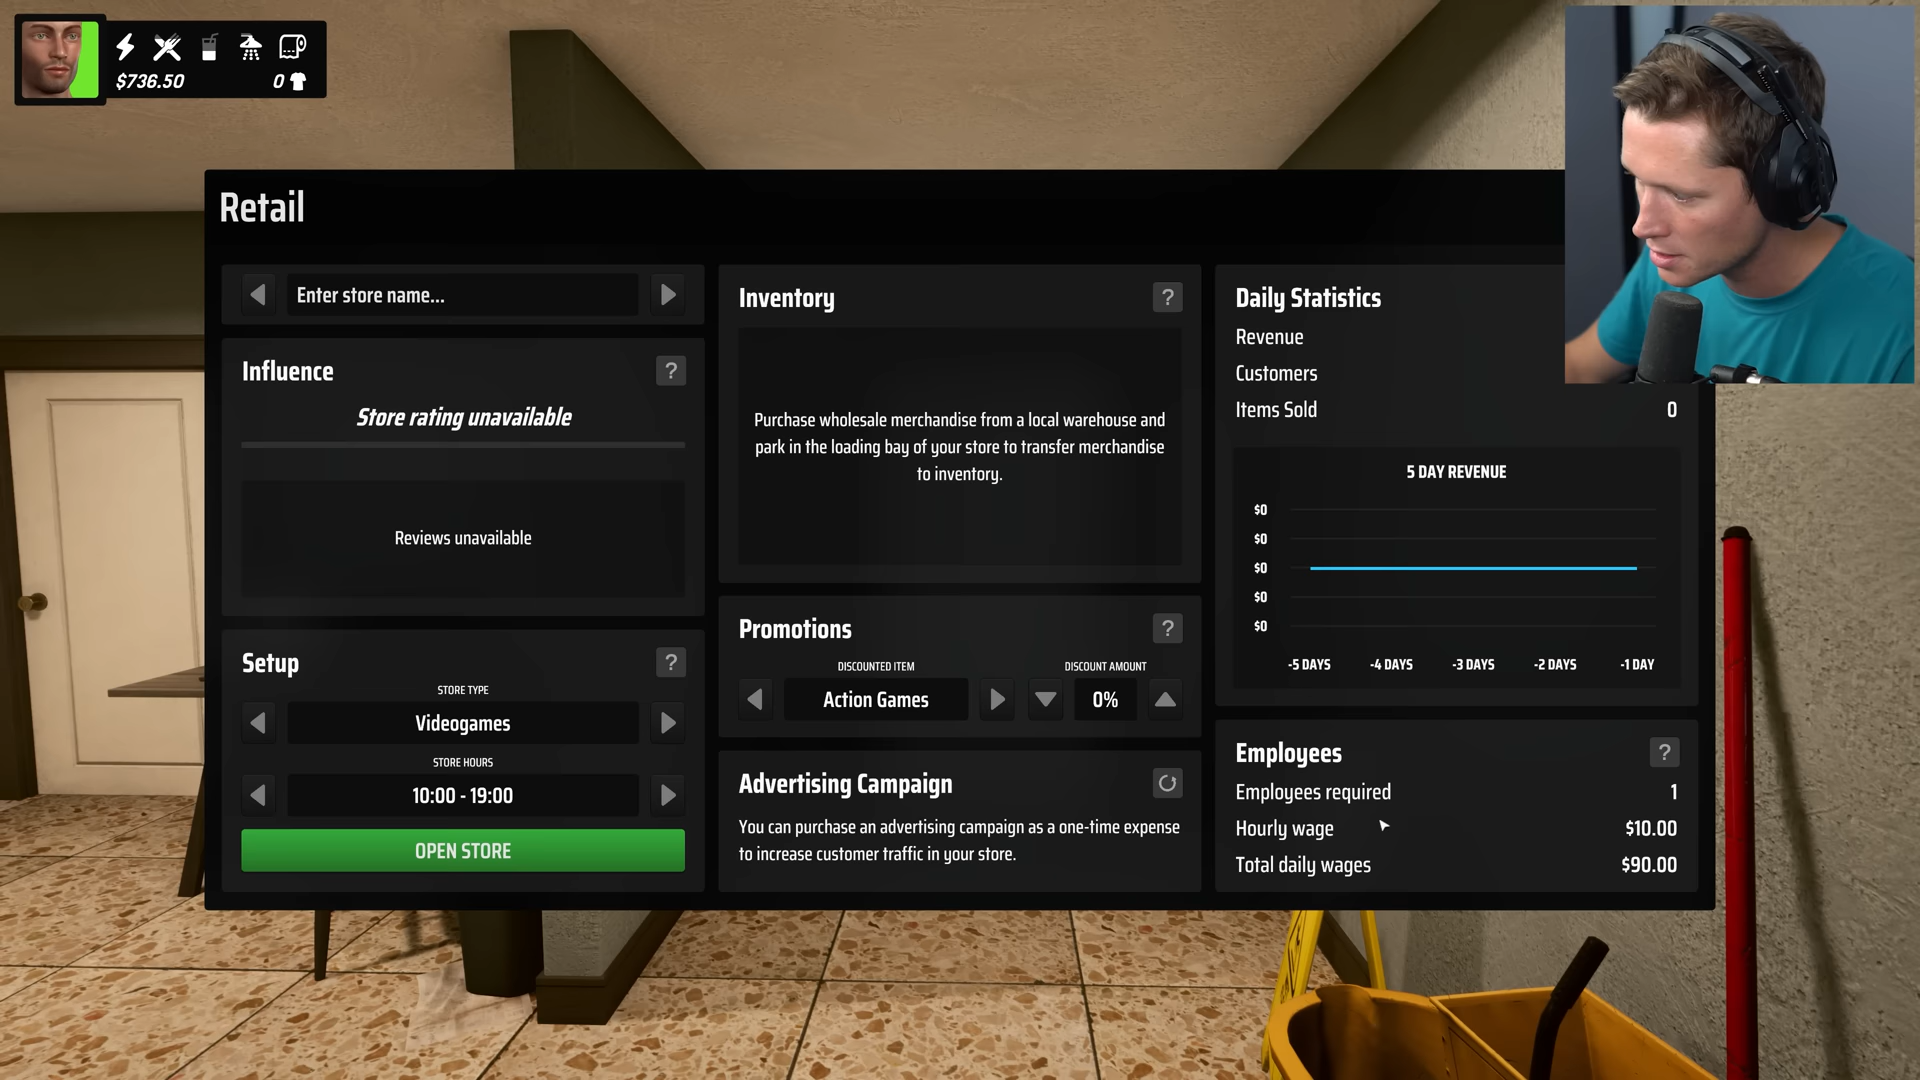 $736.50
0
Retail
Enter store name...
Influence
?
Store rating unavailable
Reviews unavailable
Setup
?
STORE TYPE
Videogames
STORE HOURS
10:00 - 19:00
OPEN STORE
Inventory
?
Purchase wholesale merchandise from a local warehouse and
park in the loading bay of your store to transfer merchandise
to inventory.
Promotions
?
DISCOUNTED ITEM
DISCOUNT AMOUNT
Action Games
0%
Advertising Campaign
You can purchase an advertising campaign as a one-time expense
to increase customer traffic in your store.
Daily Statistics
Revenue
Customers
Items Sold 0
5 DAY REVENUE
$0
$0
$0
$0
$0
-5 DAYS -4 DAYS -3 DAYS -2 DAYS -1 DAY
Employees
?
Employees required 1
Hourly wage $10.00
Total daily wages $90.00